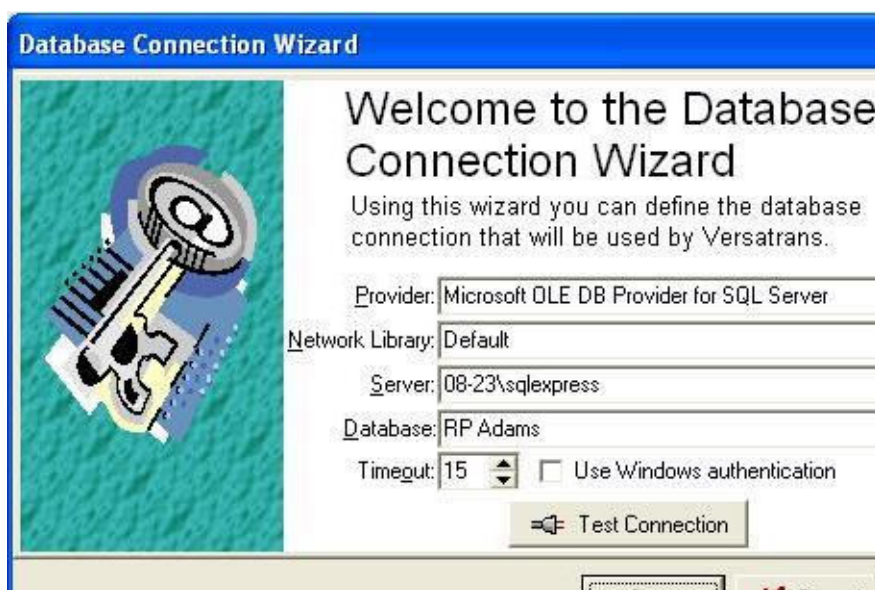 Database Connection Wizard
Welcome to the Database
Connection Wizard
Using this wizard you can define the database
connection that will be used by Versatrans.
Provider: Microsoft OLE DB Provider for SQL Server
Network Library: Default
Server: 08-23\sqlexpress
Database: RP Adams
Timeout: 15 Use Windows authentication
Test Connection